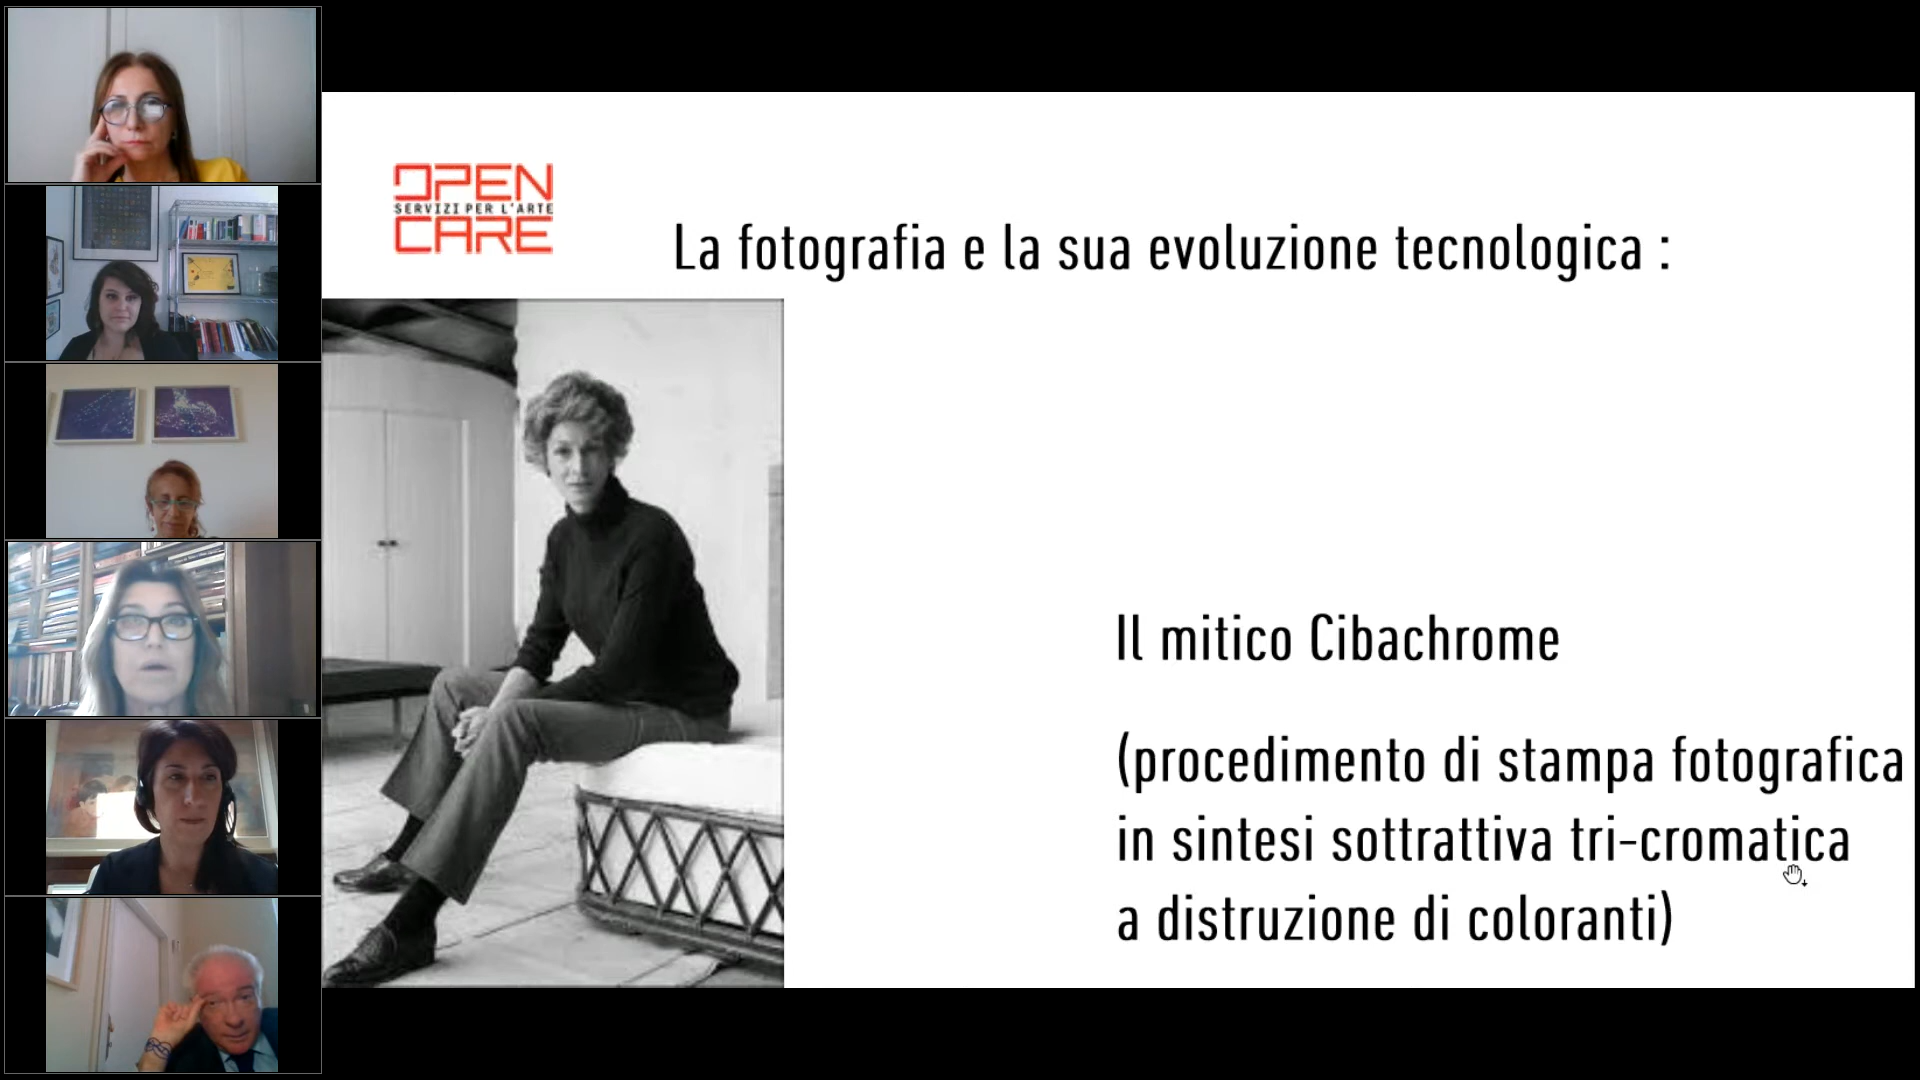 OPEN
SERVIZI PER L'ARTE
CARE
La fotografia e la sua evoluzione tecnologica :
Il mitico Cibachrome
(procedimento di stampa fotografica
in sintesi sottrattiva tri-cromatica
a distruzione di coloranti)